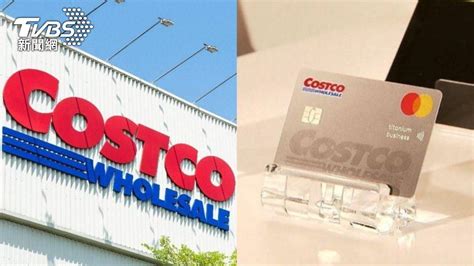 TVBS
新聞網
COSTCO
WHOLESALE
COSTCO
WHOLESALE
titanium
business
COSTCO
WHOLESALE